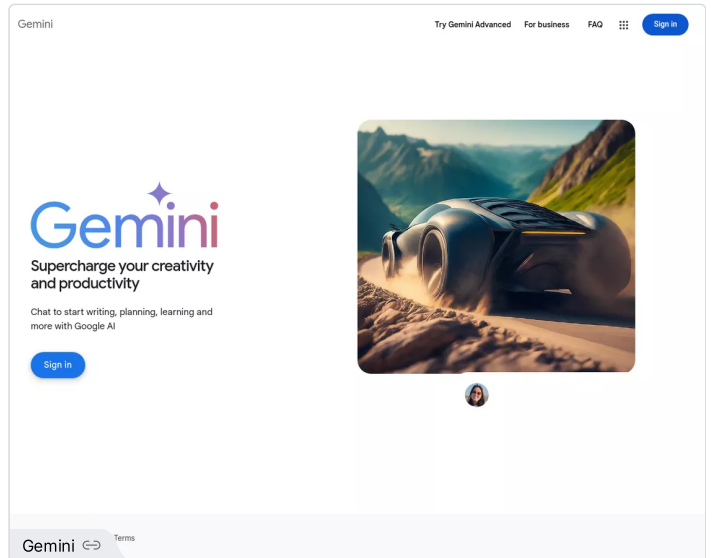 Gemini
Try Gemini Advanced For business FAQ Sign in
Gemini
Supercharge your creativity
and productivity
Chat to start writing, planning, learning and
more with Google AI
Sign in
Terms
Gemini